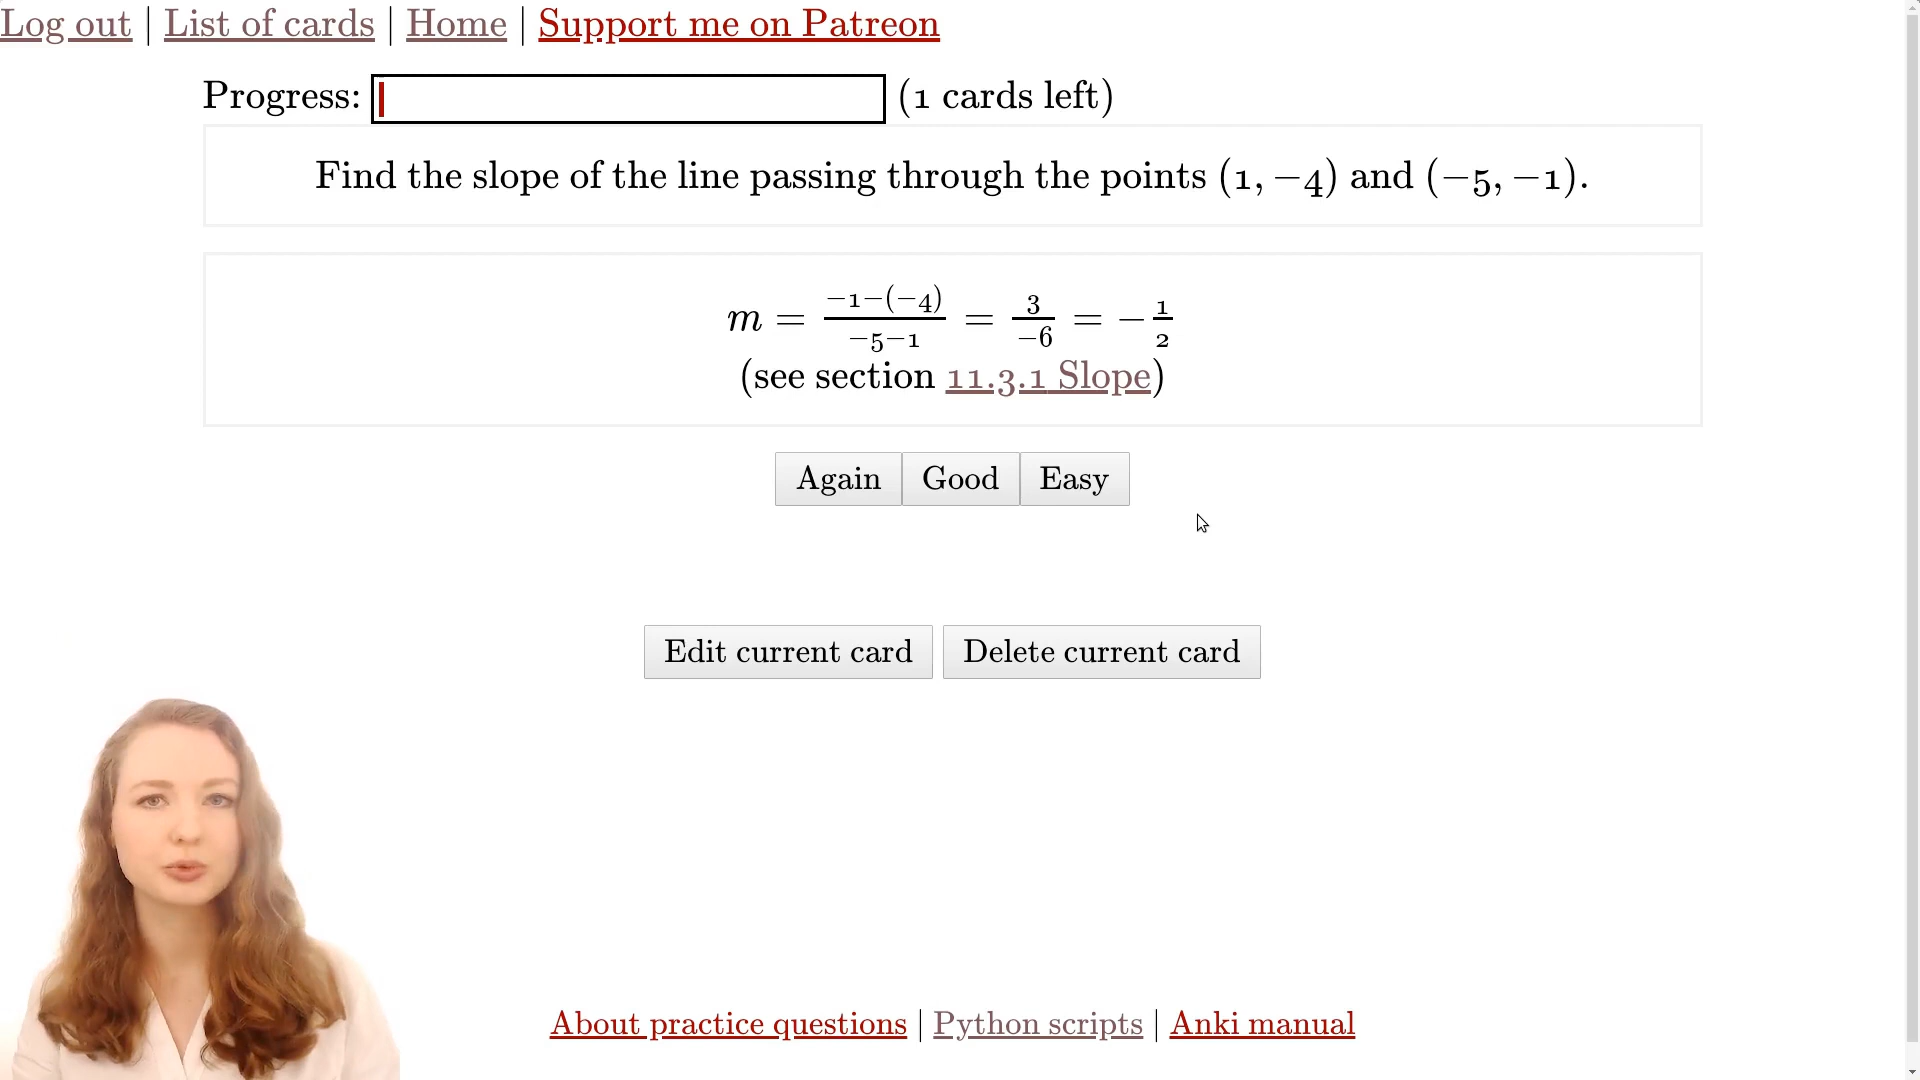 Log out | List of cards | Home | Support me on Patreon
Progress: (1 cards left)
Find the slope of the line passing through the points (1, −4) and (−5, −1).
m = \frac{−1−(−4)}{−5−1} = \frac{3}{−6} = −\frac{1}{2}
(see section 11.3.1 Slope)
Again Good Easy
Edit current card Delete current card
About practice questions | Python scripts | Anki manual